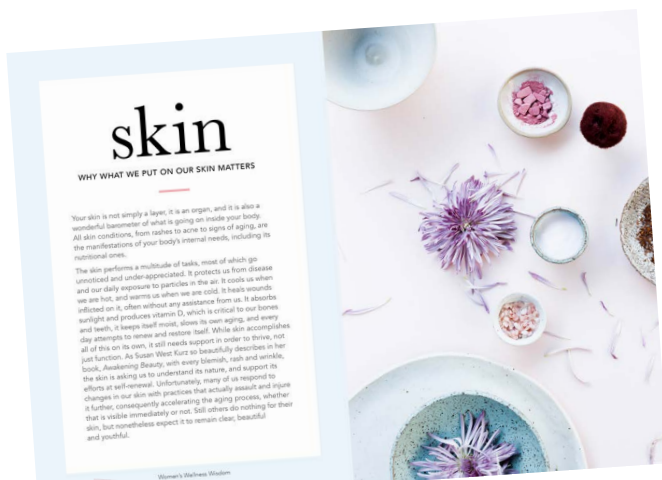 skin
WHY WHAT WE PUT ON OUR SKIN MATTERS
Your skin is not simply a layer, it is an organ, and it is also a
wonderful barometer of what is going on inside your body.
All skin conditions, from rashes to acne to signs of aging, are
the manifestations of your body's internal needs, including its
nutritional ones.
The skin performs a multitude of tasks, most of which go
unnoticed and under-appreciated. It protects us from disease
and our daily exposure to particles in the air. It cools us when
we are hot, and warms us when we are cold. It heals wounds
inflicted on it, often without any assistance from us. It absorbs
sunlight and produces vitamin D, which is critical to our bones
and teeth, it keeps itself moist, slows its own aging, and every
day attempts to renew and restore itself. While skin accomplishes
all of this on its own, it still needs support in order to thrive, not
just function. As Susan West Kurz so beautifully describes in her
book, Awakening Beauty, with every blemish, rash and wrinkle,
the skin is asking us to understand its nature, and support its
efforts at self-renewal. Unfortunately, many of us respond to
changes in our skin with practices that actually assault and injure
it further, consequently accelerating the aging process, whether
that is visible immediately or not. Still others do nothing for their
skin, but nonetheless expect it to remain clear, beautiful
and youthful.
Women's Wellness Wisdom